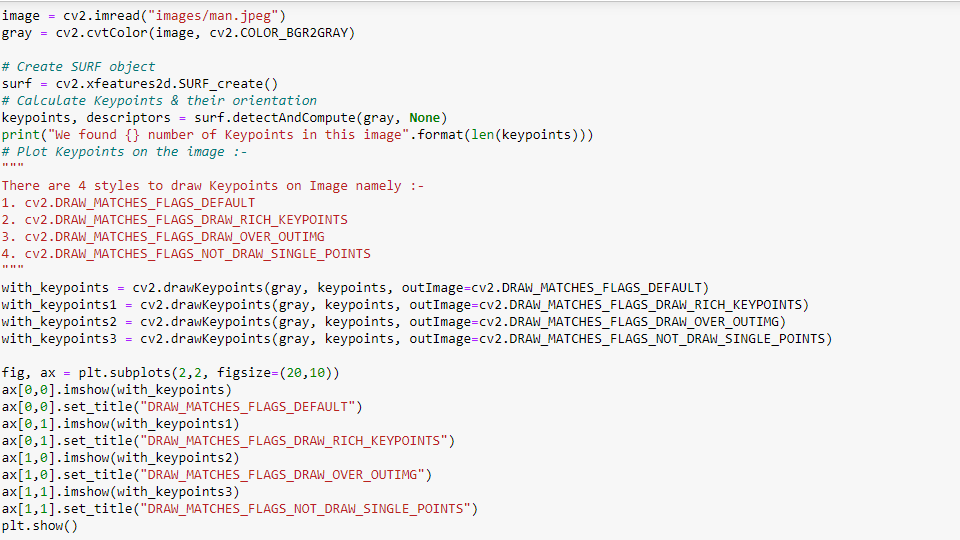 image = cv2.imread("images/man.jpeg")
gray = cv2.cvtColor(image, cv2.COLOR_BGR2GRAY)
# Create SURF object
surf = cv2.xfeatures2d.SURF_create()
# Calculate Keypoints & their orientation
keypoints, descriptors = surf.detectAndCompute(gray, None)
print("We found {} number of Keypoints in this image".format(len(keypoints)))
# Plot Keypoints on the image :-
"""
There are 4 styles to draw Keypoints on Image namely :-
1. cv2.DRAW_MATCHES_FLAGS_DEFAULT
2. cv2.DRAW_MATCHES_FLAGS_DRAW_RICH_KEYPOINTS
3. cv2.DRAW_MATCHES_FLAGS_DRAW_OVER_OUTIMG
4. cv2.DRAW_MATCHES_FLAGS_NOT_DRAW_SINGLE_POINTS
"""
with_keypoints = cv2.drawKeypoints(gray, keypoints, outImage=cv2.DRAW_MATCHES_FLAGS_DEFAULT)
with_keypoints1 = cv2.drawKeypoints(gray, keypoints, outImage=cv2.DRAW_MATCHES_FLAGS_DRAW_RICH_KEYPOINTS)
with_keypoints2 = cv2.drawKeypoints(gray, keypoints, outImage=cv2.DRAW_MATCHES_FLAGS_DRAW_OVER_OUTIMG)
with_keypoints3 = cv2.drawKeypoints(gray, keypoints, outImage=cv2.DRAW_MATCHES_FLAGS_NOT_DRAW_SINGLE_POINTS)
fig, ax = plt.subplots(2,2, figsize=(20,10))
ax[0,0].imshow(with_keypoints)
ax[0,0].set_title("DRAW_MATCHES_FLAGS_DEFAULT")
ax[0,1].imshow(with_keypoints1)
ax[0,1].set_title("DRAW_MATCHES_FLAGS_DRAW_RICH_KEYPOINTS")
ax[1,0].imshow(with_keypoints2)
ax[1,0].set_title("DRAW_MATCHES_FLAGS_DRAW_OVER_OUTIMG")
ax[1,1].imshow(with_keypoints3)
ax[1,1].set_title("DRAW_MATCHES_FLAGS_NOT_DRAW_SINGLE_POINTS")
plt.show()